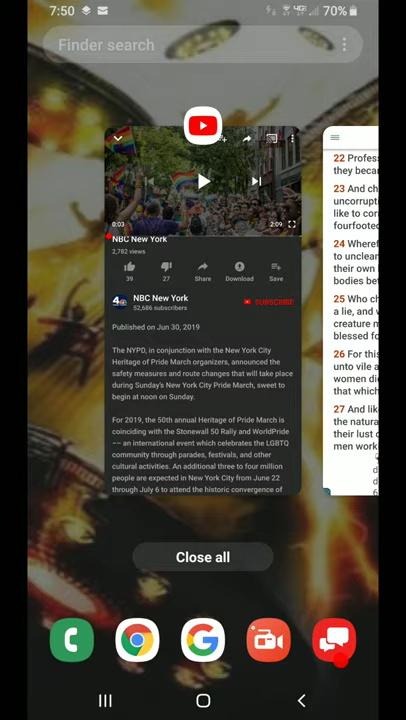 7:50
70%
Finder search
0:03
2:09
NBC New York
2,782 views
39
27
Share
Download
Save
4
NBC New York
52,686 subscribers
SUBSCRIBE
Published on Jun 30, 2019
The NYPD, in conjunction with the New York City
Heritage of Pride March organizers, announced the
safety measures and route changes that will take place
during Sunday's New York City Pride March, sweet to
begin at noon on Sunday.
For 2019, the 50th annual Heritage of Pride March is
coinciding with the Stonewall 50 Rally and WorldPride
–– an international event which celebrates the LGBTQ
community through parades, festivals, and other
cultural activities. An additional three to four million
people are expected in New York City from June 22
through July 6 to attend the historic convergence of
22 Profess
they beca
23 And ch
uncorrupti
like to cor
fourfooted
24 Wheref
to unclean
their own
bodies bet
25 Who ch
a lie, and v
creature m
blessed fo
26 For this
unto vile a
women did
that which
27 And like
the natura
their lust o
men work
Close all